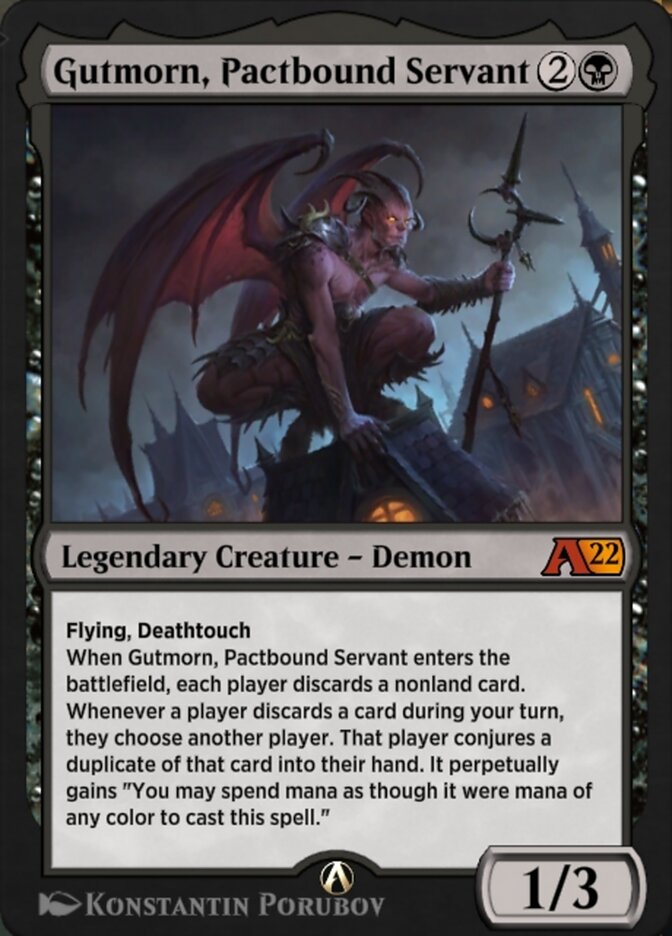 Gutmorn, Pactbound Servant 2
Legendary Creature – Demon
A22
Flying, Deathtouch
When Gutmorn, Pactbound Servant enters the
battlefield, each player discards a nonland card.
Whenever a player discards a card during your turn,
they choose another player. That player conjures a
duplicate of that card into their hand. It perpetually
gains "You may spend mana as though it were mana of
any color to cast this spell."
1/3
A
Konstantin Porubov